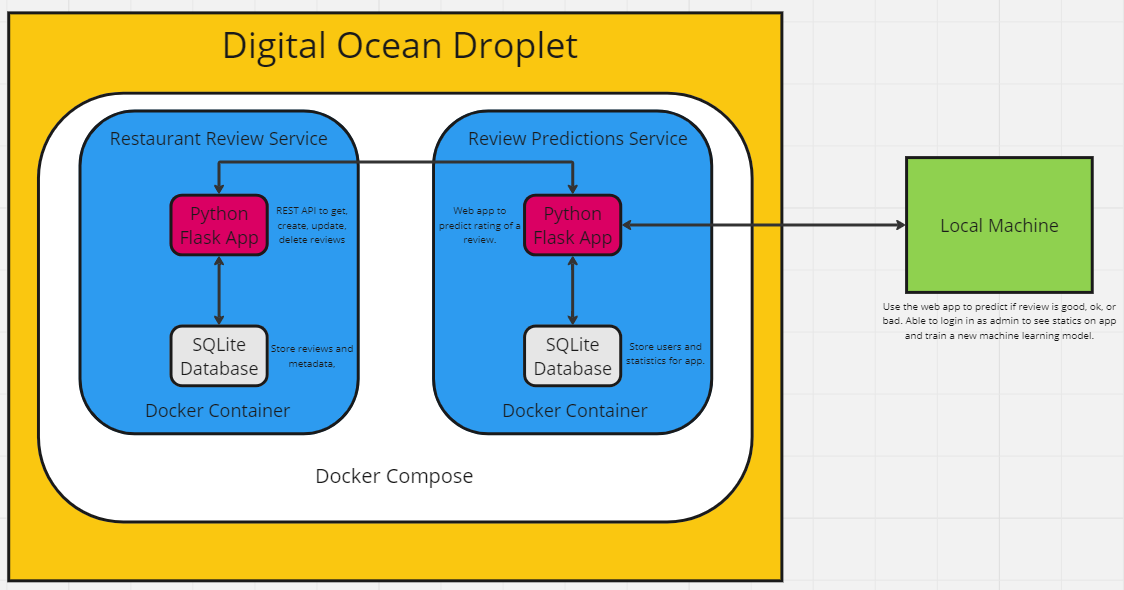 Digital Ocean Droplet
Restaurant Review Service
Python
Flask App
REST API to get,
create, update,
delete reviews
SQLite
Database
Store reviews and
metadata,
Docker Container
Review Predictions Service
Web app to
predict rating of a
review.
Python
Flask App
SQLite
Database
Store users and
statistics for app.
Docker Container
Docker Compose
Local Machine
Use the web app to predict if review is good, ok, or
bad. Able to login in as admin to see statics on app
and train a new machine learning model.